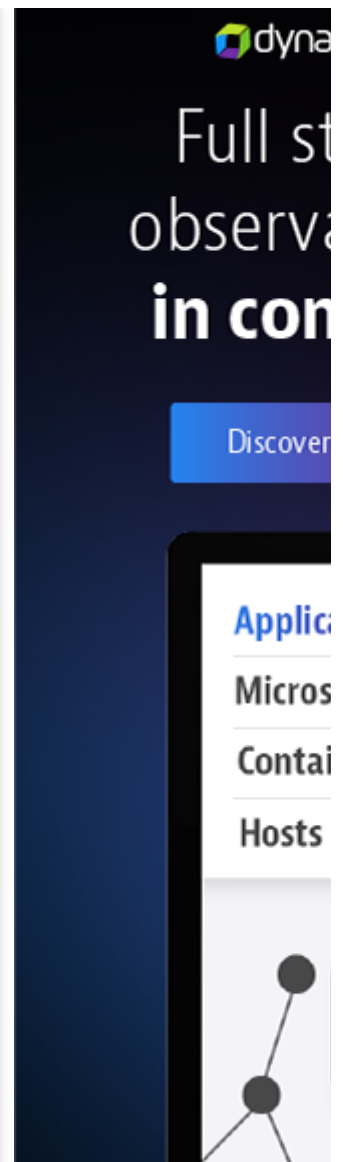 dyna
Full st
observa
in con
Discover
Applica
Micros
Contai
Hosts